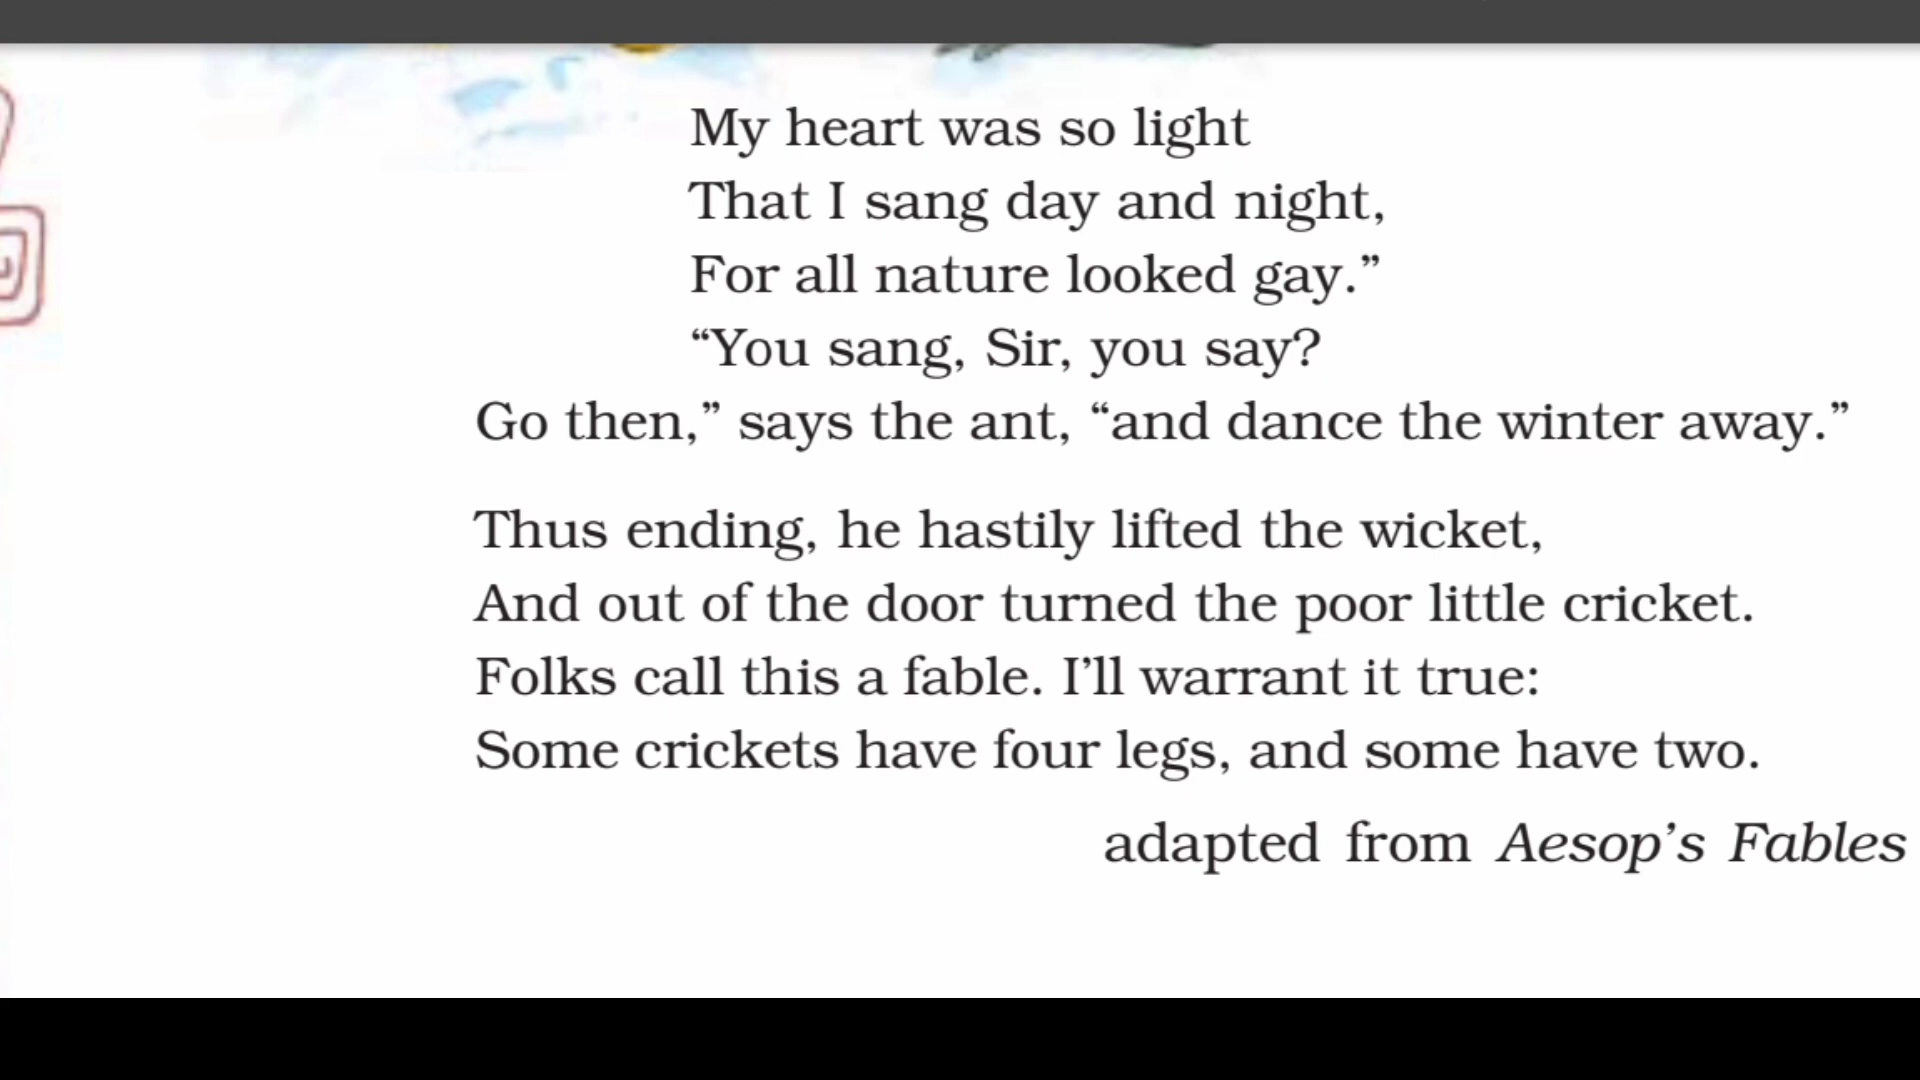 My heart was so light
That I sang day and night,
For all nature looked gay.”
“You sang, Sir, you say?
Go then,” says the ant, “and dance the winter away.”
Thus ending, he hastily lifted the wicket,
And out of the door turned the poor little cricket.
Folks call this a fable. I’ll warrant it true:
Some crickets have four legs, and some have two.
adapted from Aesop’s Fables